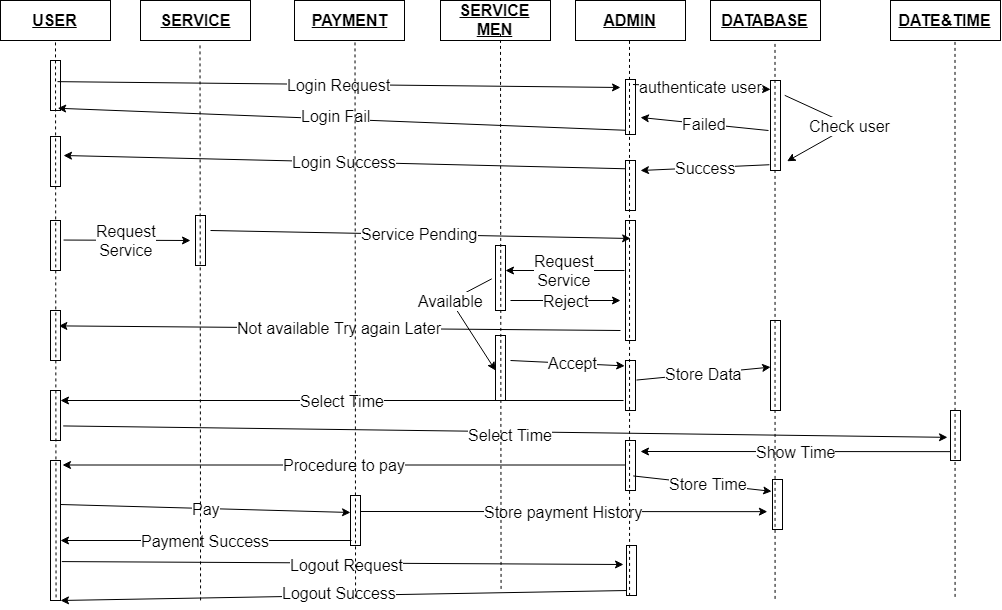 USER
SERVICE
PAYMENT
SERVICE
MEN
ADMIN
DATABASE
DATE&TIME
Login Request
authenticate user
Login Fail
Failed
Check user
Login Success
Success
Request
Service
Service Pending
Request
Service
Available
Reject
Not available Try again Later
Accept
Store Data
Select Time
Select Time
Show Time
Procedure to pay
Store Time
Pay
Store payment History
Payment Success
Logout Request
Logout Success